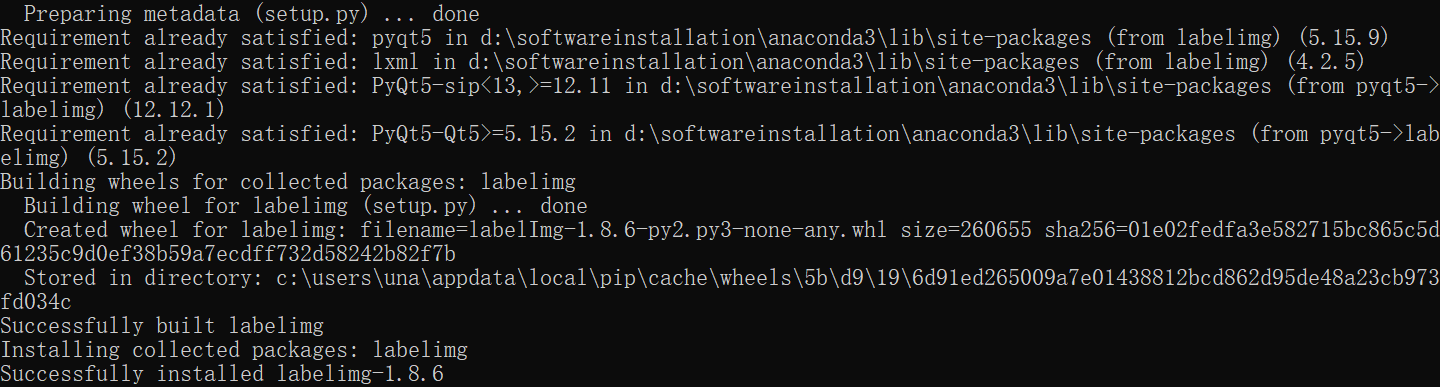 Preparing metadata (setup.py) ... done
Requirement already satisfied: pyqt5 in d:\softwareinstallation\anaconda3\lib\site-packages (from labelimg) (5.15.9)
Requirement already satisfied: lxml in d:\softwareinstallation\anaconda3\lib\site-packages (from labelimg) (4.2.5)
Requirement already satisfied: PyQt5-sip<13,>=12.11 in d:\softwareinstallation\anaconda3\lib\site-packages (from pyqt5->
labelimg) (12.12.1)
Requirement already satisfied: PyQt5-Qt5>=5.15.2 in d:\softwareinstallation\anaconda3\lib\site-packages (from pyqt5->lab
elimg) (5.15.2)
Building wheels for collected packages: labelimg
  Building wheel for labelimg (setup.py) ... done
  Created wheel for labelimg: filename=labelImg-1.8.6-py2.py3-none-any.whl size=260655 sha256=01e02fedfa3e582715bc865c5d
61235c9d0ef38b59a7ecdff732d58242b82f7b
  Stored in directory: c:\users\una\appdata\local\pip\cache\wheels\5b\d9\19\6d91ed265009a7e01438812bcd862d95de48a23cb973
fd034c
Successfully built labelimg
Installing collected packages: labelimg
Successfully installed labelimg-1.8.6